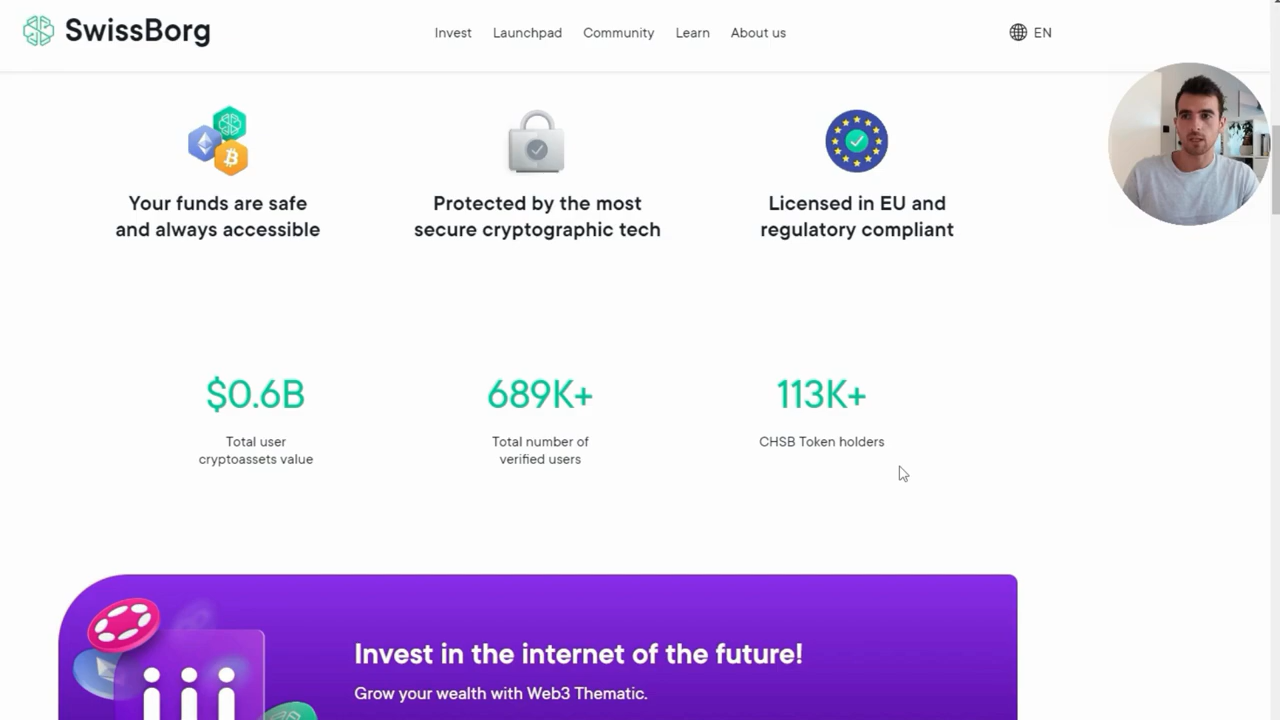 SwissBorg
Invest Launchpad Community Learn About us
EN
Your funds are safe
and always accessible
Protected by the most
secure cryptographic tech
Licensed in EU and
regulatory compliant
$0.6B
Total user
cryptoassets value
689K+
Total number of
verified users
113K+
CHSB Token holders
Invest in the internet of the future!
Grow your wealth with Web3 Thematic.